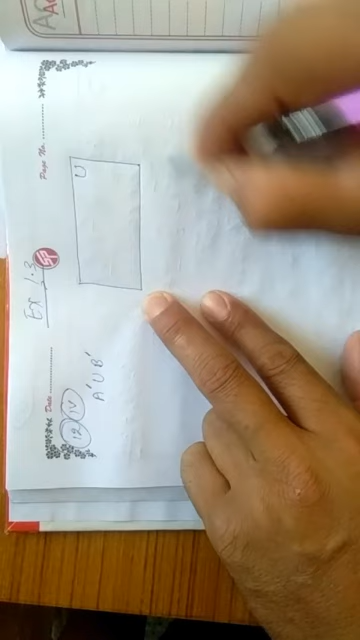 Date
Page No.
Ex 1.3
12 iv
A' U B'
U